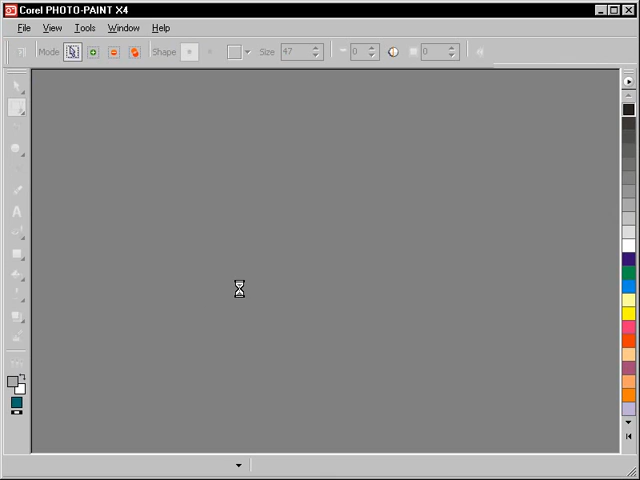 Corel PHOTO-PAINT X4
File View Tools Window Help
Mode Shape Size 47 0 0
A